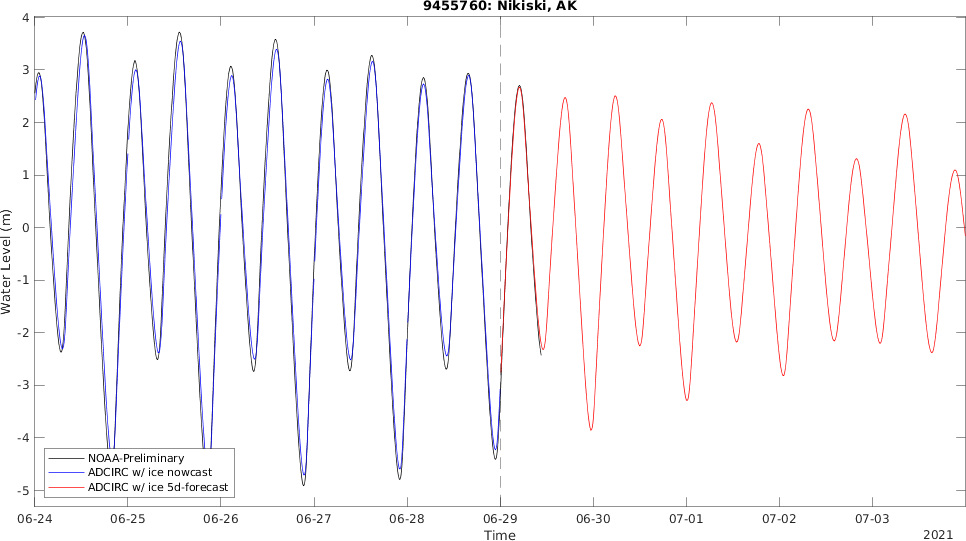 9455760: Nikiski, AK
4
3
2
1
0
-1
-2
-3
-4
-5
Water Level (m)
NOAA-Preliminary
ADCIRC w/ ice nowcast
ADCIRC w/ ice 5d-forecast
06-24 06-25 06-26 06-27 06-28 06-29 06-30 07-01 07-02 07-03
Time
2021